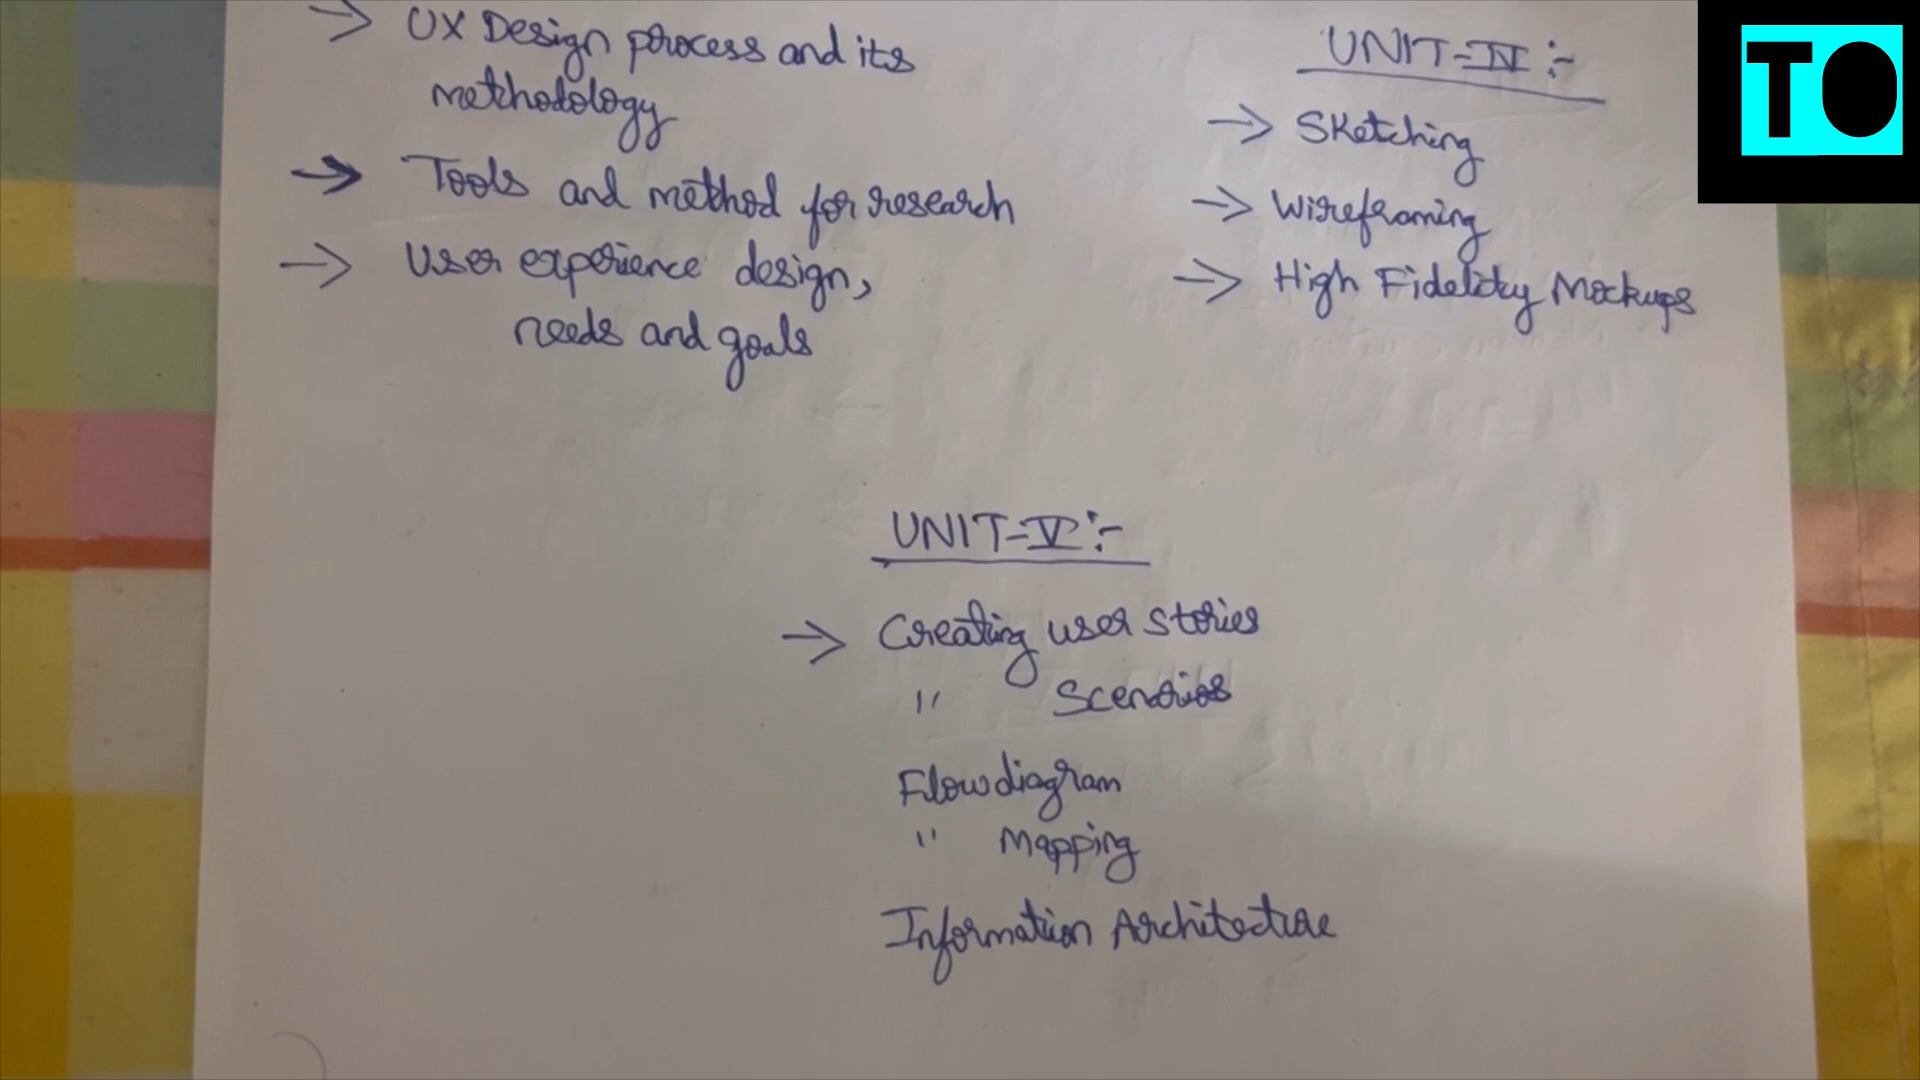 → UX Design process and its
methodology
→ Tools and method for research
→ User experience design,
needs and goals
UNIT-IV :-
→ Sketching
→ Wireframing
→ High Fidelity Mockups
UNIT-V :-
→ Creating user stories
" Scenarios
Flow diagram
" Mapping
Information Architecture
TO